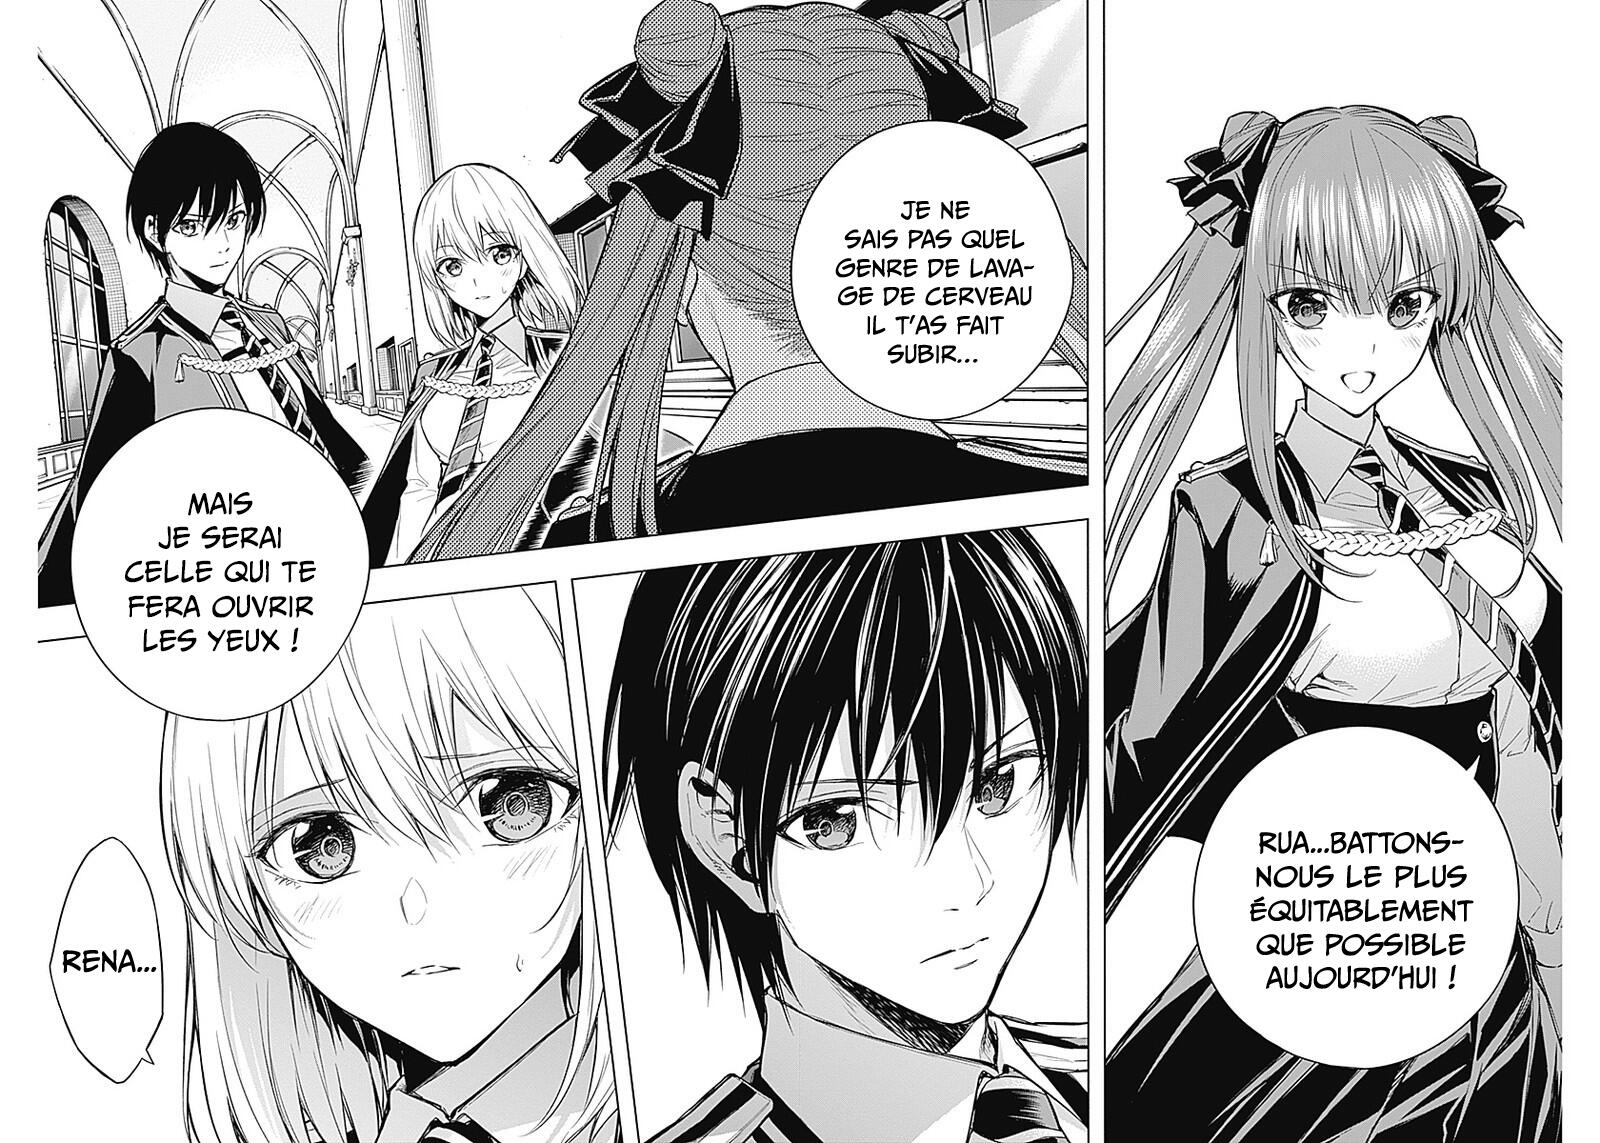 RUA...BATTONS-
NOUS LE PLUS
ÉQUITABLEMENT
QUE POSSIBLE
AUJOURD'HUI !
JE NE
SAIS PAS QUEL
GENRE DE LAVA-
GE DE CERVEAU
IL T'AS FAIT
SUBIR...
MAIS
JE SERAI
CELLE QUI TE
FERA OUVRIR
LES YEUX !
RENA...